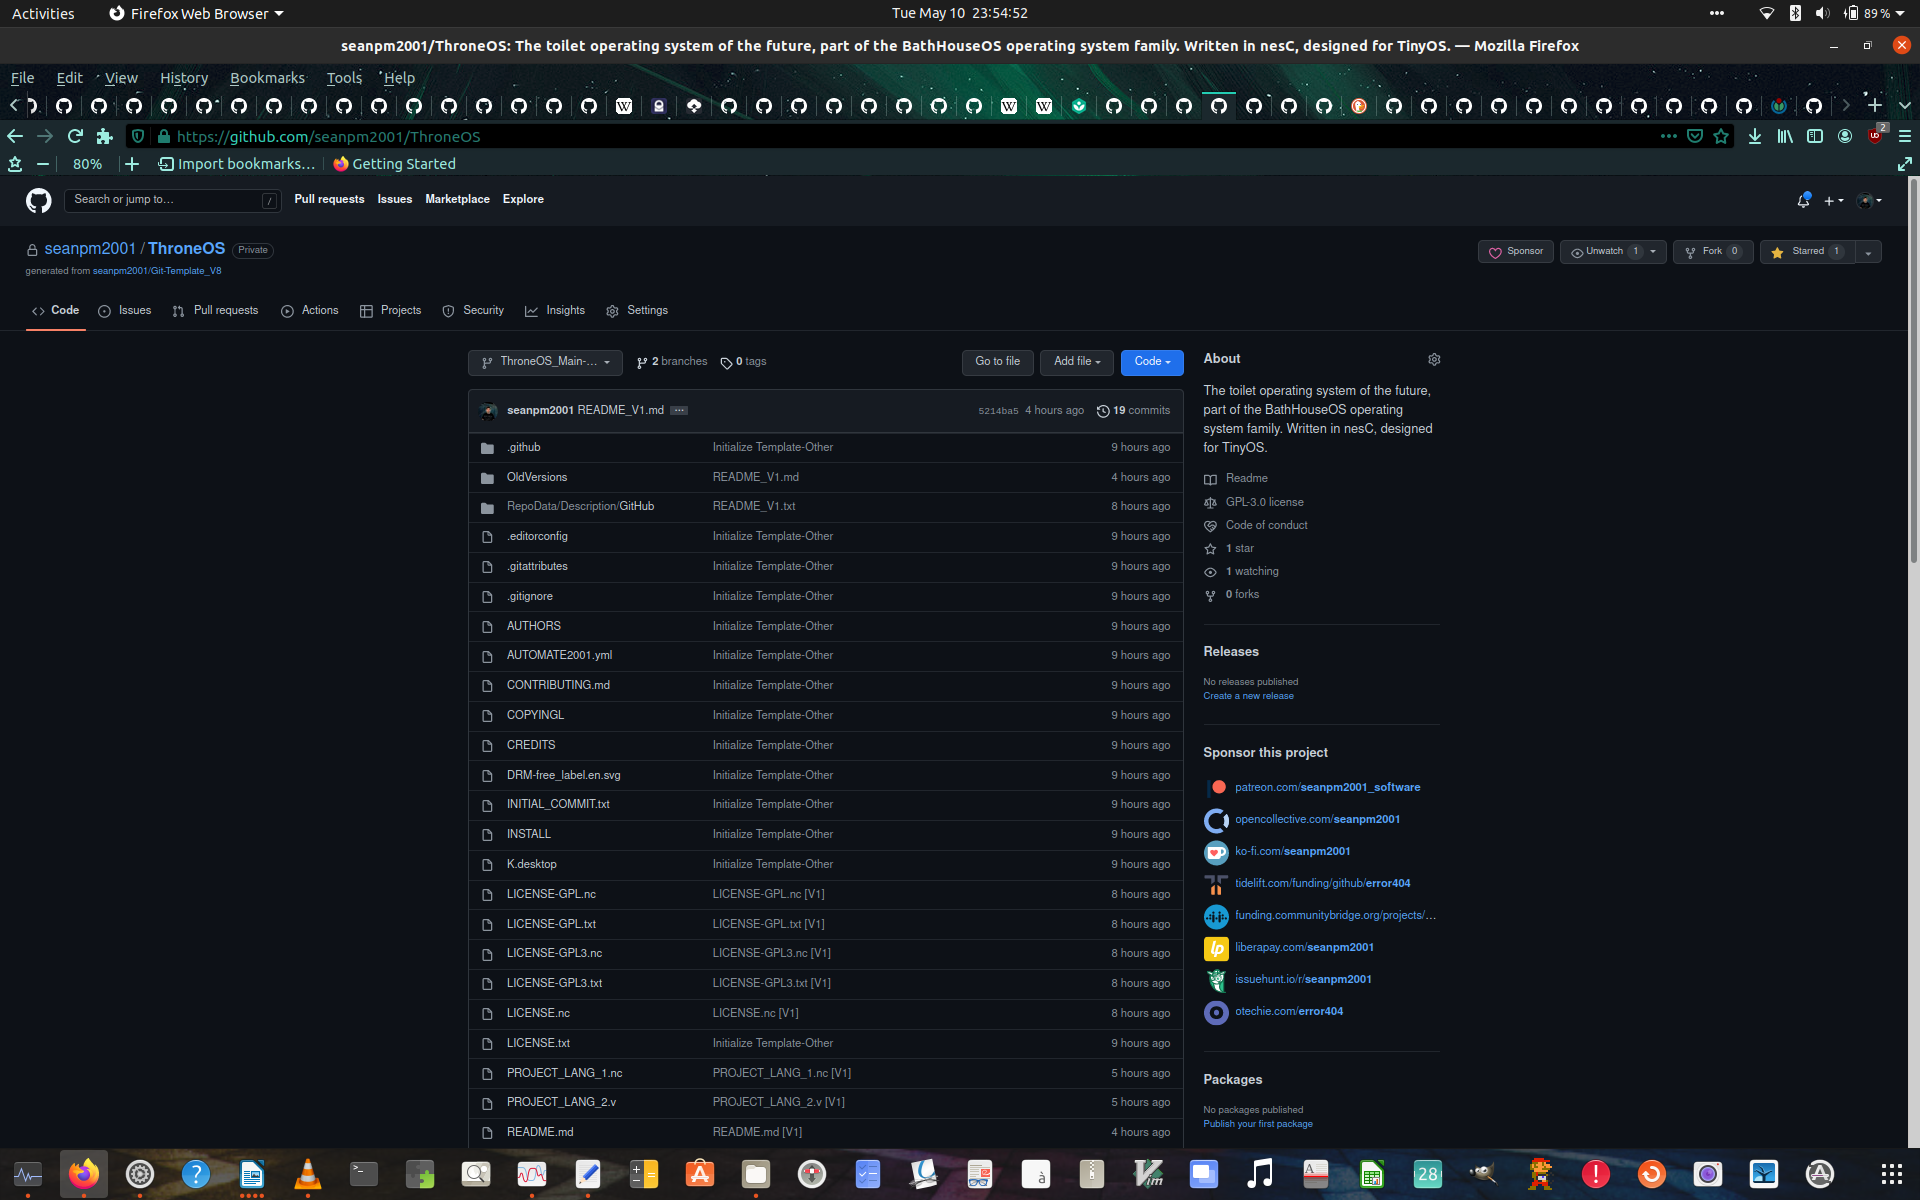 Activities Firefox Web Browser Tue May 10 23:54:52 89 %
seanpm2001/ThroneOS: The toilet operating system of the future, part of the BathHouseOS operating system family. Written in nesC, designed for TinyOS. — Mozilla Firefox
File Edit View History Bookmarks Tools Help
https://github.com/seanpm2001/ThroneOS 2
80% Import bookmarks... Getting Started
Search or jump to... / Pull requests Issues Marketplace Explore
seanpm2001 / ThroneOS Private Sponsor Unwatch 1 Fork 0 Starred 1
generated from seanpm2001/Git-Template_V8
Code Issues Pull requests Actions Projects Security Insights Settings
ThroneOS_Main-... 2 branches 0 tags Go to file Add file Code
seanpm2001 README_V1.md ... 5214ba5 4 hours ago 19 commits
.github Initialize Template-Other 9 hours ago
OldVersions README_V1.md 4 hours ago
RepoData/Description/GitHub README_V1.txt 8 hours ago
.editorconfig Initialize Template-Other 9 hours ago
.gitattributes Initialize Template-Other 9 hours ago
.gitignore Initialize Template-Other 9 hours ago
AUTHORS Initialize Template-Other 9 hours ago
AUTOMATE2001.yml Initialize Template-Other 9 hours ago
CONTRIBUTING.md Initialize Template-Other 9 hours ago
COPYINGL Initialize Template-Other 9 hours ago
CREDITS Initialize Template-Other 9 hours ago
DRM-free_label.en.svg Initialize Template-Other 9 hours ago
INITIAL_COMMIT.txt Initialize Template-Other 9 hours ago
INSTALL Initialize Template-Other 9 hours ago
K.desktop Initialize Template-Other 9 hours ago
LICENSE-GPL.nc LICENSE-GPL.nc [V1] 8 hours ago
LICENSE-GPL.txt LICENSE-GPL.txt [V1] 8 hours ago
LICENSE-GPL3.nc LICENSE-GPL3.nc [V1] 8 hours ago
LICENSE-GPL3.txt LICENSE-GPL3.txt [V1] 8 hours ago
LICENSE.nc LICENSE.nc [V1] 8 hours ago
LICENSE.txt Initialize Template-Other 9 hours ago
PROJECT_LANG_1.nc PROJECT_LANG_1.nc [V1] 5 hours ago
PROJECT_LANG_2.v PROJECT_LANG_2.v [V1] 5 hours ago
README.md README.md [V1] 4 hours ago
About
The toilet operating system of the future,
part of the BathHouseOS operating
system family. Written in nesC, designed
for TinyOS.
Readme
GPL-3.0 license
Code of conduct
1 star
1 watching
0 forks
Releases
No releases published
Create a new release
Sponsor this project
patreon.com/seanpm2001_software
opencollective.com/seanpm2001
ko-fi.com/seanpm2001
tidelift.com/funding/github/error404
funding.communitybridge.org/projects/...
liberapay.com/seanpm2001
issuehunt.io/r/seanpm2001
otechie.com/error404
Packages
No packages published
Publish your first package
28